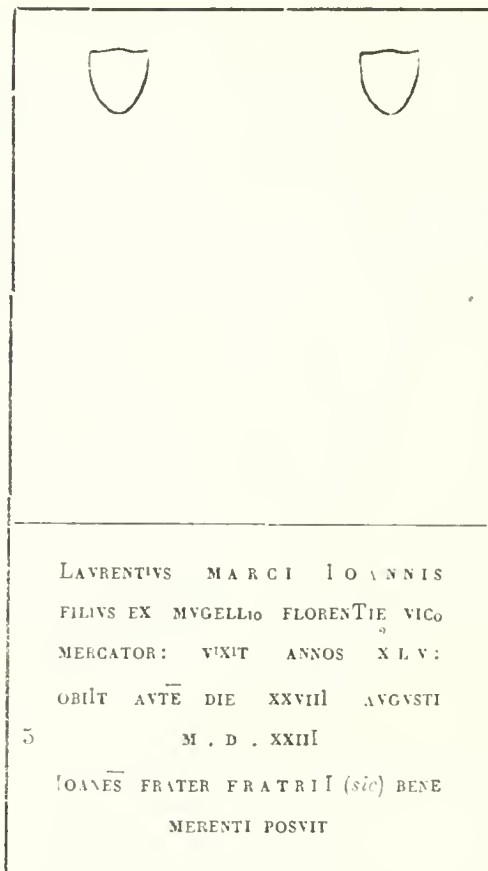 LAVRENTIVS MARCI IOANNIS
FILIVS EX MVGELLIO FLORENTIE VICO
MERCATOR: VIXIT ANNOS XLV:
OBIIT AVTĒ DIE XXVIII AVGVSTI
5 M . D . XXIII
IOANES̄ FRATER FRATRII (sic) BENE
MERENTI POSVIT